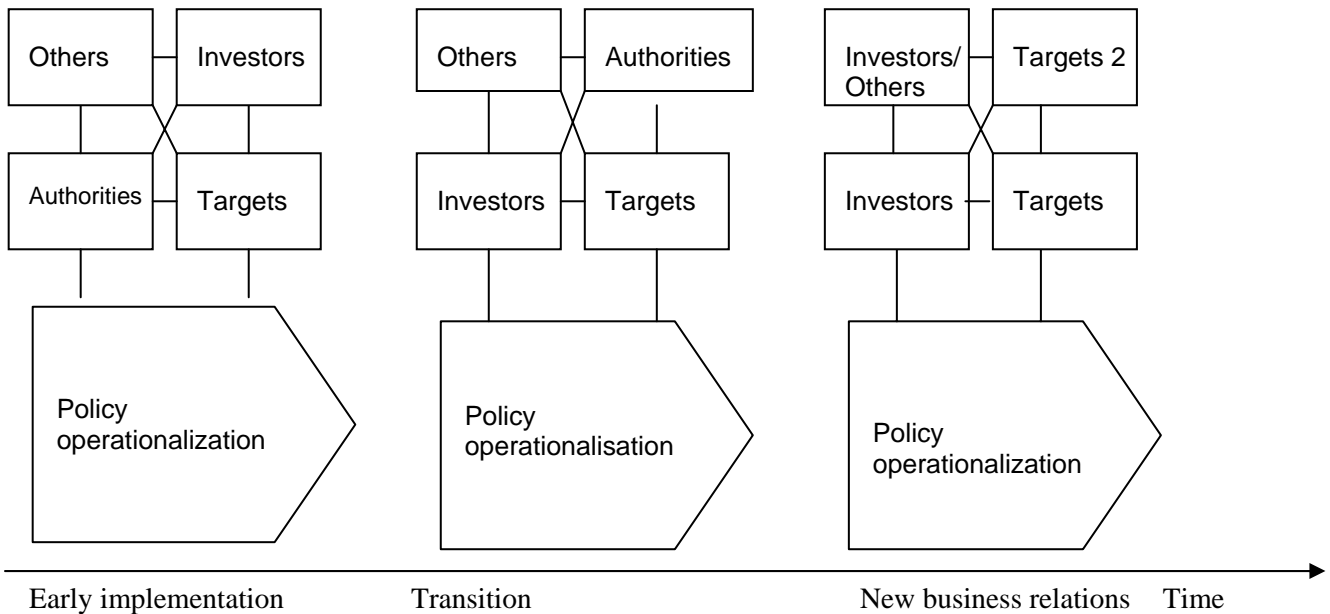 Others
Investors
Authorities
Targets
Policy
operationalization
Others
Authorities
Investors
Targets
Policy
operationalisation
Investors/
Others
Targets 2
Investors
Targets
Policy
operationalization
Early implementation
Transition
New business relations
Time